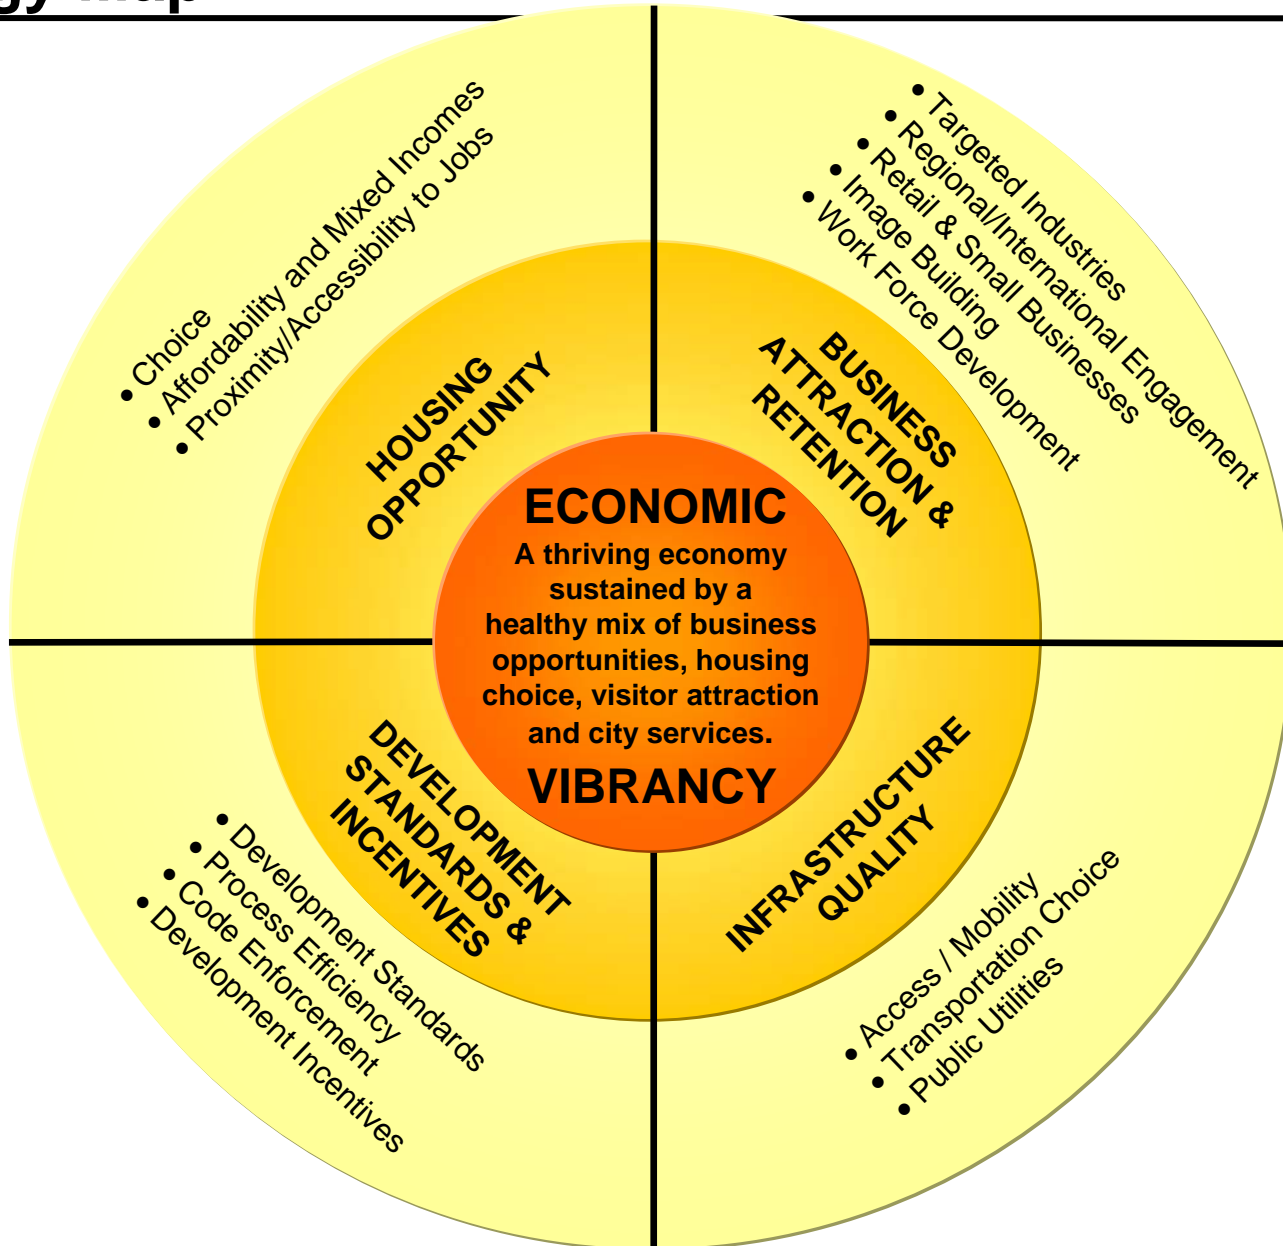 gy Map
• Choice
• Affordability and Mixed Incomes
• Proximity/Accessibility to Jobs
• Targeted Industries
• Regional/International Engagement
• Retail & Small Businesses
• Image Building
• Work Force Development
HOUSING
OPPORTUNITY
BUSINESS
ATTRACTION &
RETENTION
ECONOMIC
A thriving economy
sustained by a
healthy mix of business
opportunities, housing
choice, visitor attraction
and city services.
VIBRANCY
DEVELOPMENT
STANDARDS &
INCENTIVES
INFRASTRUCTURE
QUALITY
• Development Standards
• Process Efficiency
• Code Enforcement
• Development Incentives
• Access / Mobility
• Transportation Choice
• Public Utilities